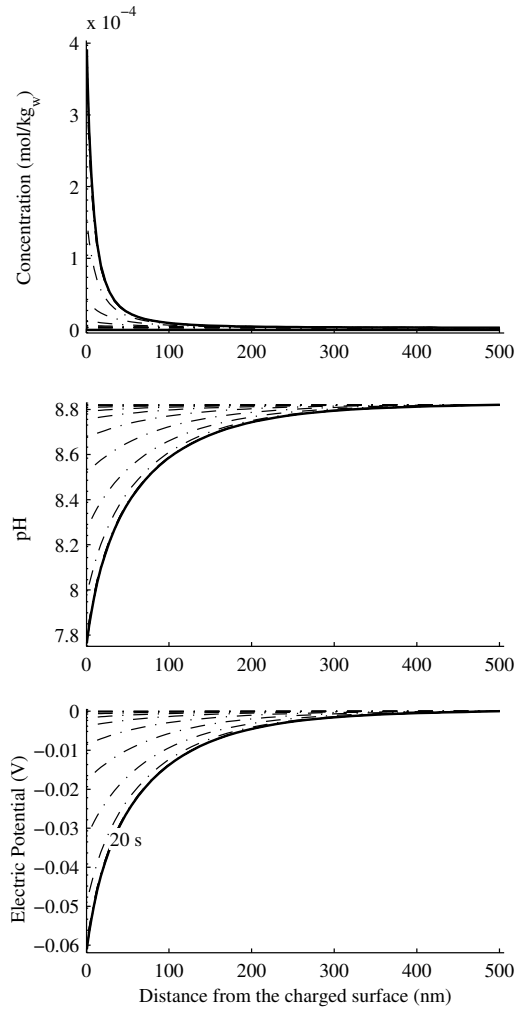 x 10⁻⁴
4
3
2
1
0
Concentration (mol/kg_w)
0 100 200 300 400 500
8.8
8.6
8.4
8.2
8
7.8
pH
0 100 200 300 400 500
0
−0.01
−0.02
−0.03
−0.04
−0.05
−0.06
Electric Potential (V)
20 s
0 100 200 300 400 500
Distance from the charged surface (nm)